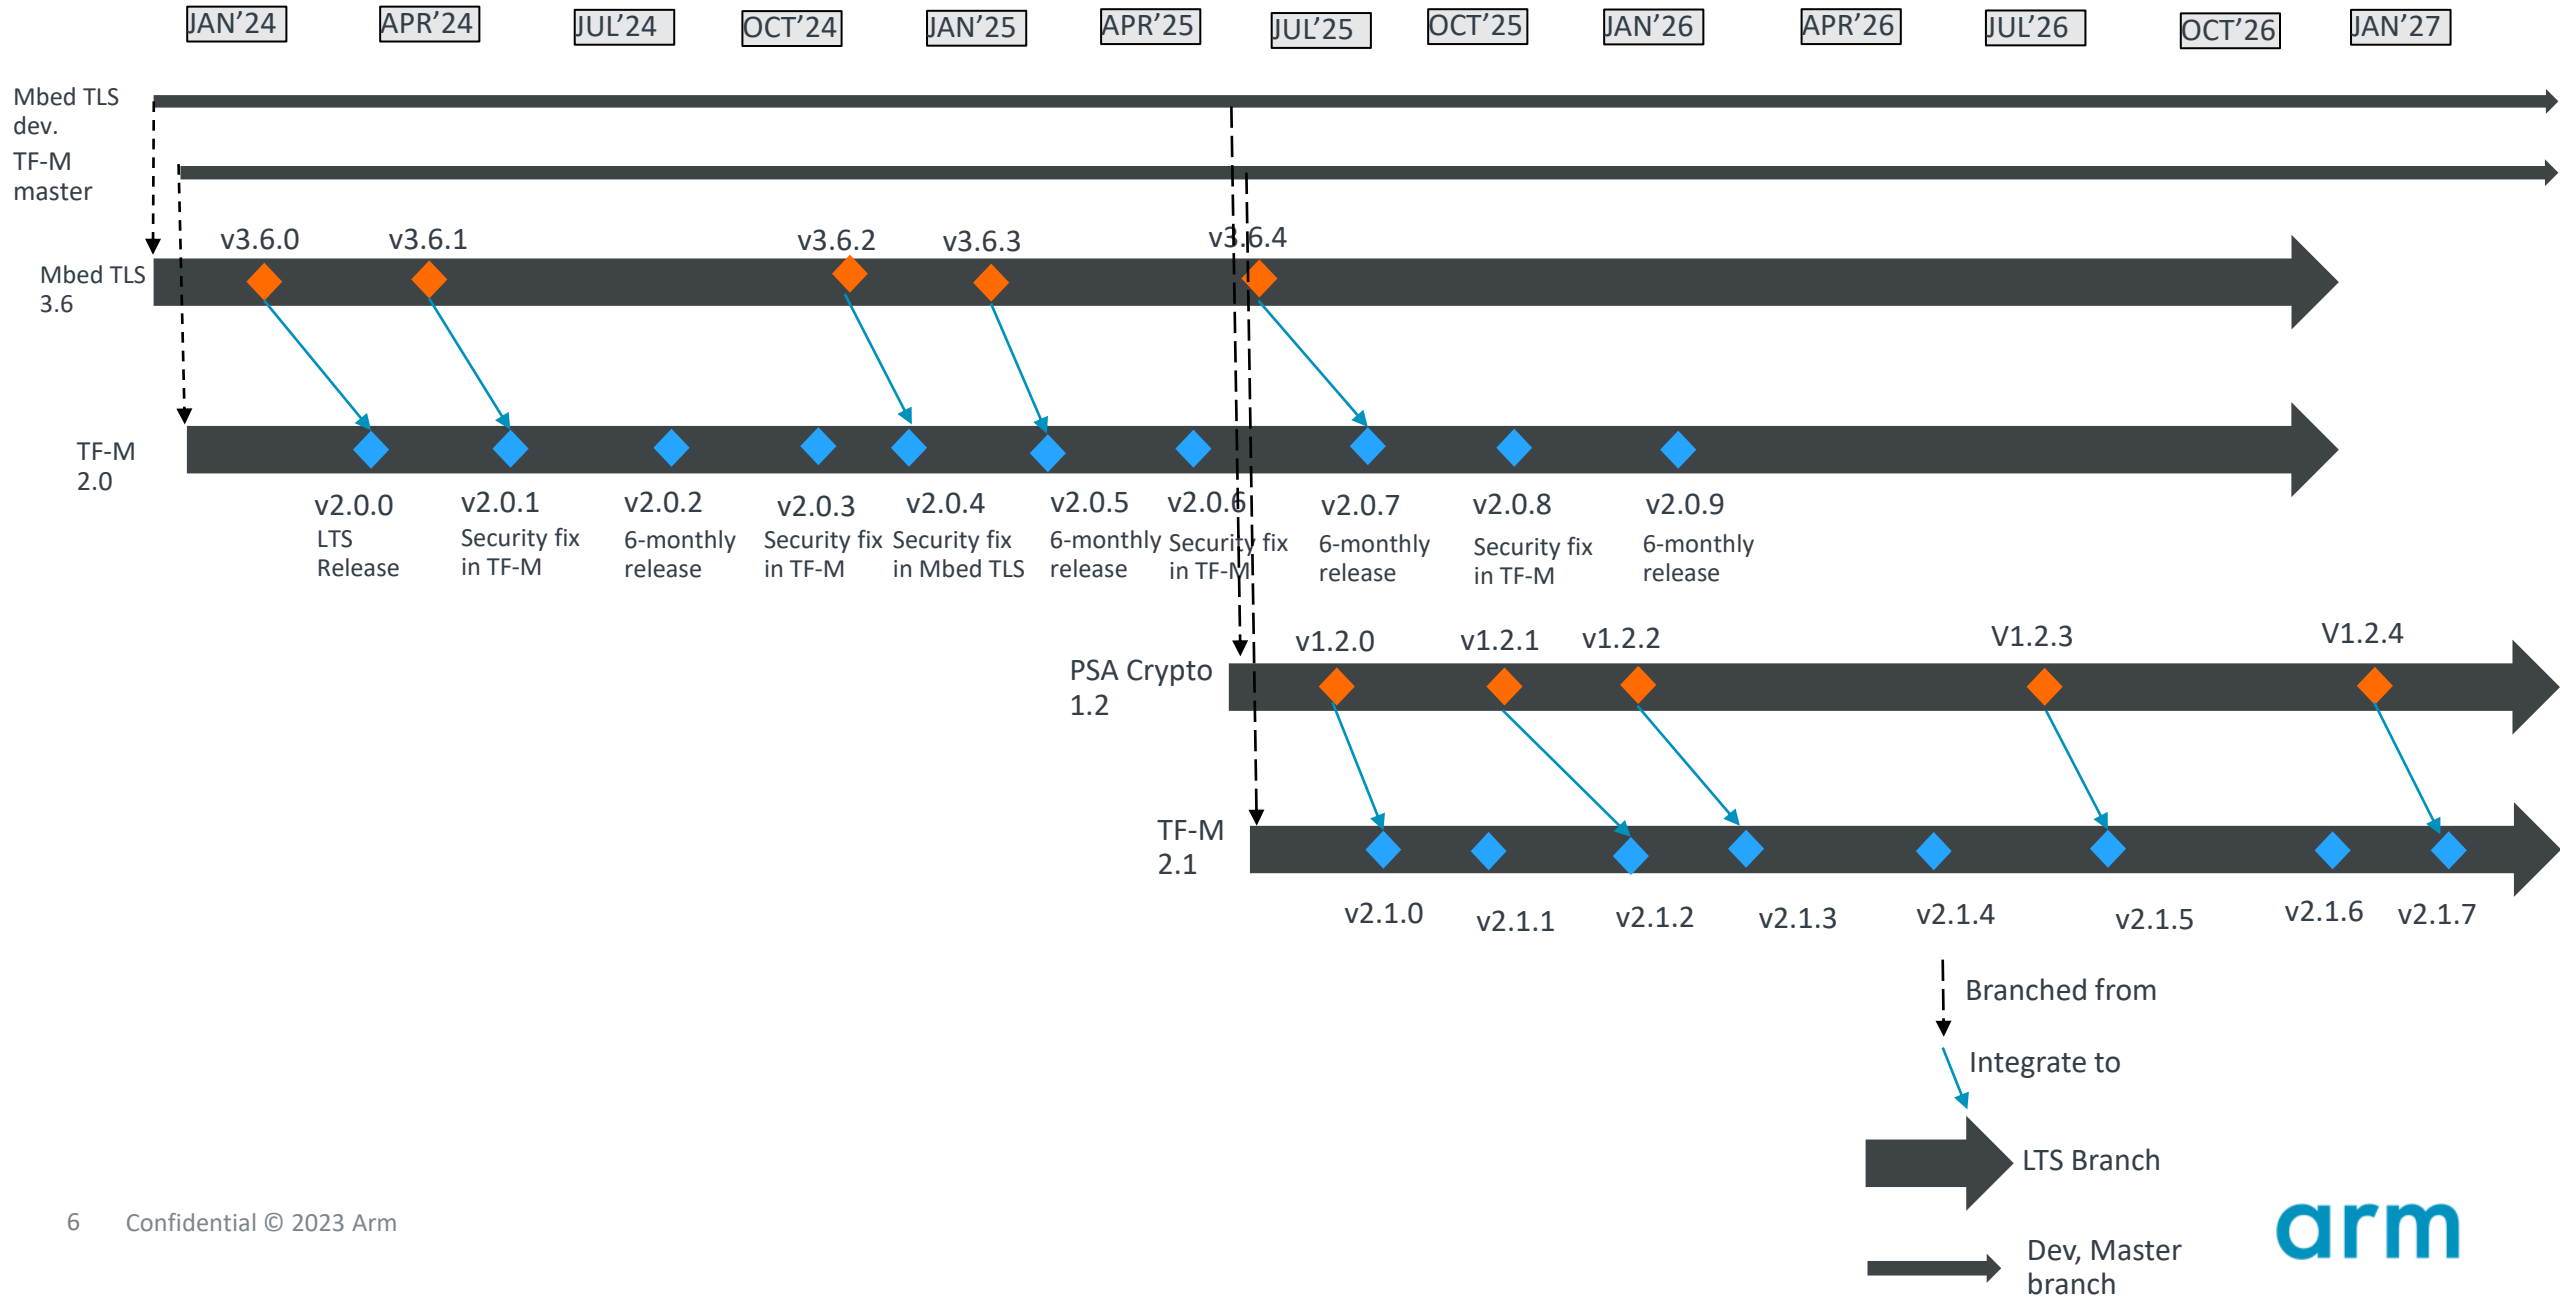 JAN’24 APR’24 JUL’24 OCT’24 JAN’25 APR’25 JUL’25 OCT’25 JAN’26 APR’26 JUL’26 OCT’26 JAN’27
Mbed TLS
dev.
TF-M
master
v3.6.0 v3.6.1 v3.6.2 v3.6.3 v3.6.4
Mbed TLS
3.6
TF-M
2.0
v2.0.0 v2.0.1 v2.0.2 v2.0.3 v2.0.4 v2.0.5 v2.0.6 v2.0.7 v2.0.8 v2.0.9
LTS
Release
Security fix
in TF-M
6-monthly
release
Security fix
in TF-M
Security fix
in Mbed TLS
6-monthly
release
Security fix
in TF-M
6-monthly
release
Security fix
in TF-M
6-monthly
release
v1.2.0 v1.2.1 v1.2.2 V1.2.3 V1.2.4
PSA Crypto
1.2
TF-M
2.1
v2.1.0 v2.1.1 v2.1.2 v2.1.3 v2.1.4 v2.1.5 v2.1.6 v2.1.7
Branched from
Integrate to
LTS Branch
Dev, Master
branch
6 Confidential © 2023 Arm
arm